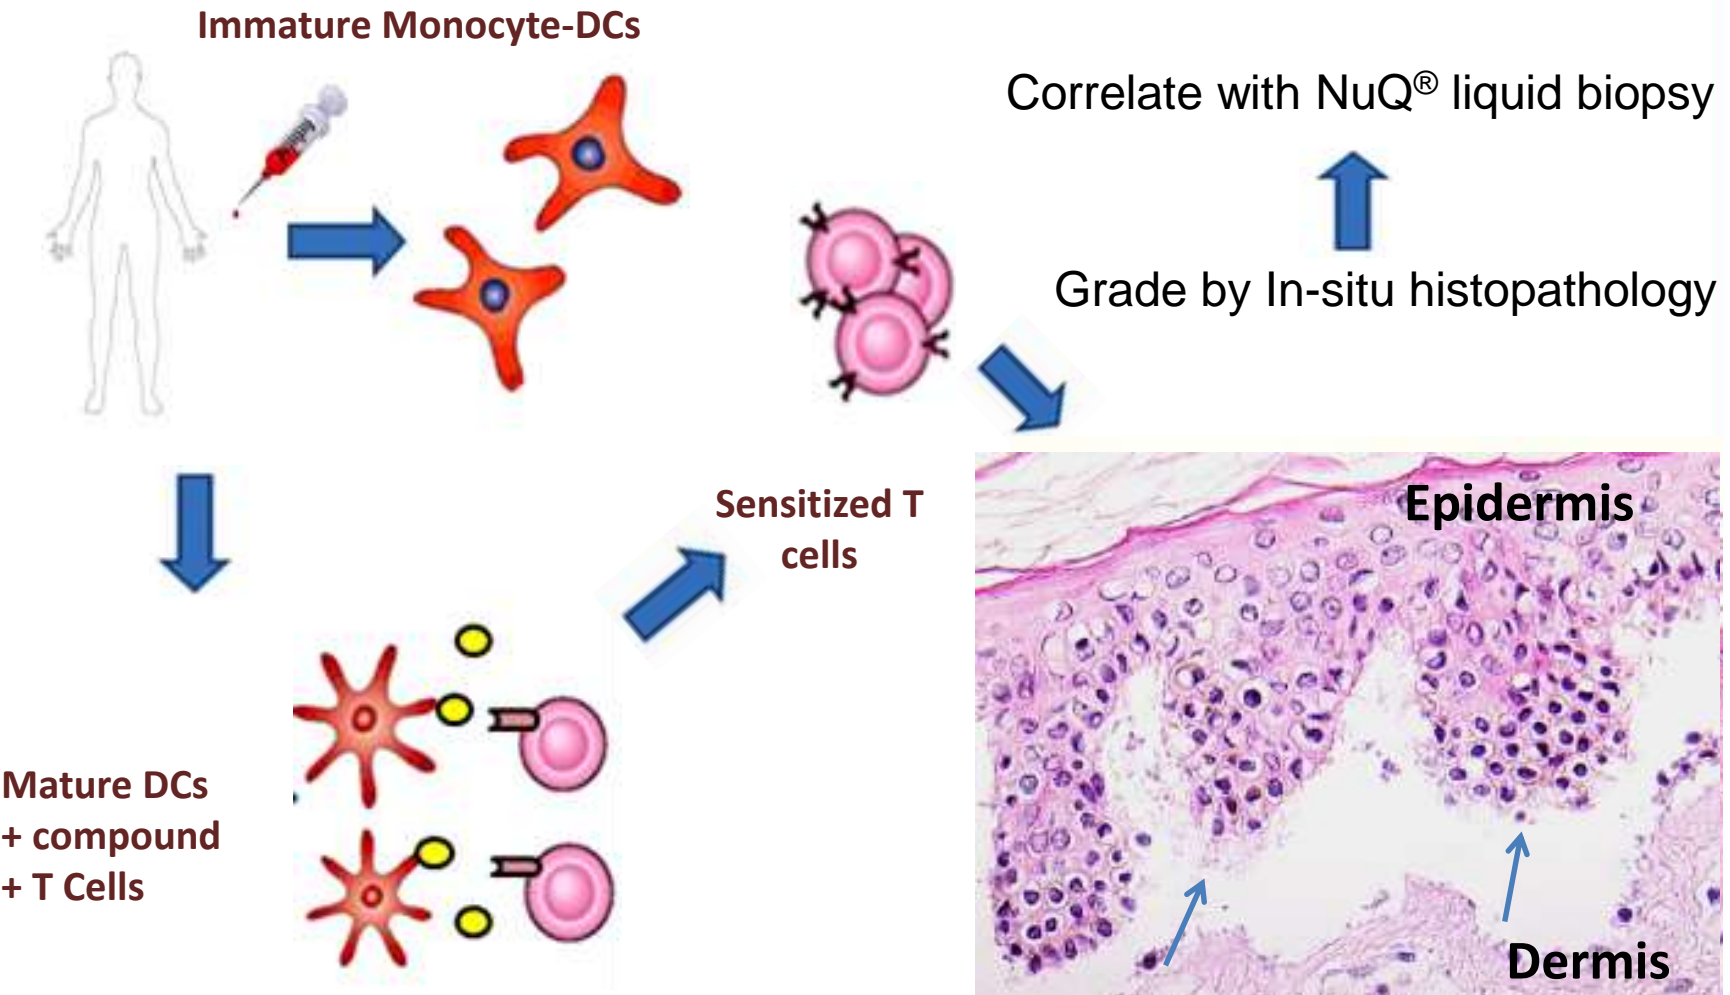 Immature Monocyte-DCs
Correlate with NuQ® liquid biopsy
Grade by In-situ histopathology
Sensitized T
cells
Mature DCs
+ compound
+ T Cells
Epidermis
Dermis